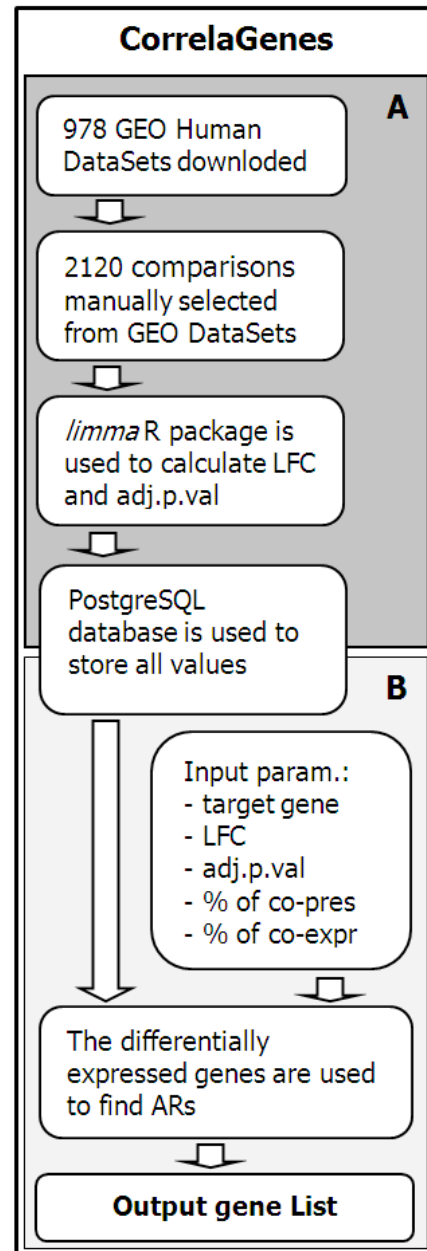 CorrelaGenes
A
978 GEO Human
DataSets downloded
2120 comparisons
manually selected
from GEO DataSets
limma R package is
used to calculate LFC
and adj.p.val
PostgreSQL
database is used to
store all values
B
Input param.:
- target gene
- LFC
- adj.p.val
- % of co-pres
- % of co-expr
The differentially
expressed genes are used
to find ARs
Output gene List